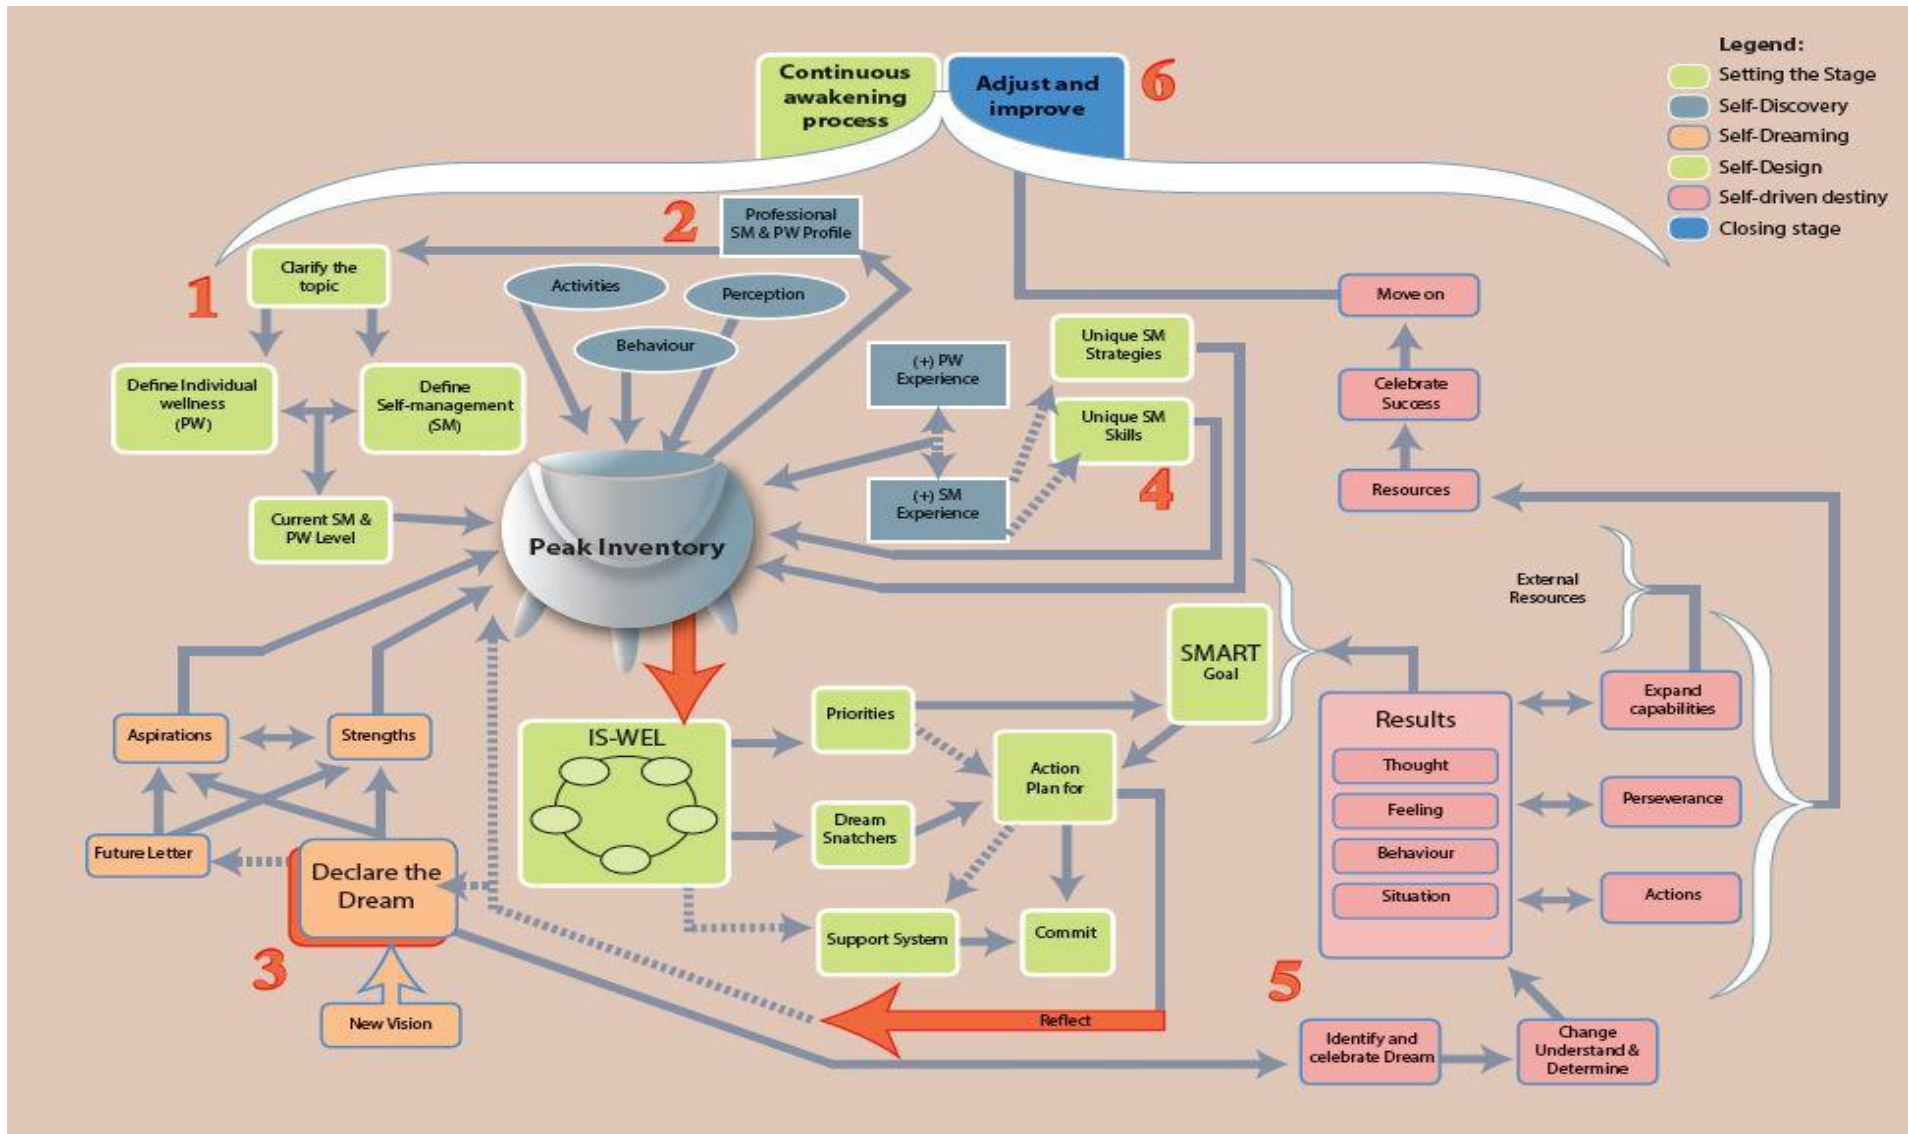 Continuous
awakening
process
Adjust and
improve
6
Legend:
Setting the Stage
Self-Discovery
Self-Dreaming
Self-Design
Self-driven destiny
Closing stage
2
Professional
SM & PW Profile
1
Clarify the
topic
Activities
Perception
Behaviour
Define Individual
wellness
(PW)
Define
Self-management
(SM)
Current SM &
PW Level
(+) PW
Experience
(+) SM
Experience
Unique SM
Strategies
Unique SM
Skills
4
Move on
Celebrate
Success
Resources
Peak Inventory
External
Resources
SMART
Goal
Aspirations
Strengths
Future Letter
Declare the
Dream
3
New Vision
IS-WEL
Priorities
Dream
Snatchers
Action
Plan for
Support System
Commit
Reflect
Results
Thought
Feeling
Behaviour
Situation
Expand
capabilities
Perseverance
Actions
5
Identify and
celebrate Dream
Change
Understand &
Determine